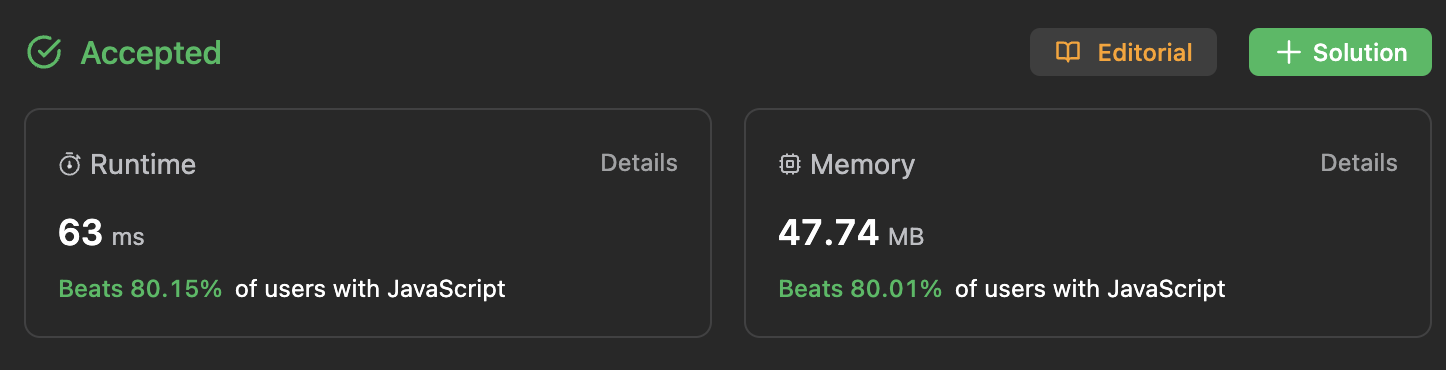 Accepted
Editorial
+ Solution
Runtime
Details
63 ms
Beats 80.15% of users with JavaScript
Memory
Details
47.74 MB
Beats 80.01% of users with JavaScript